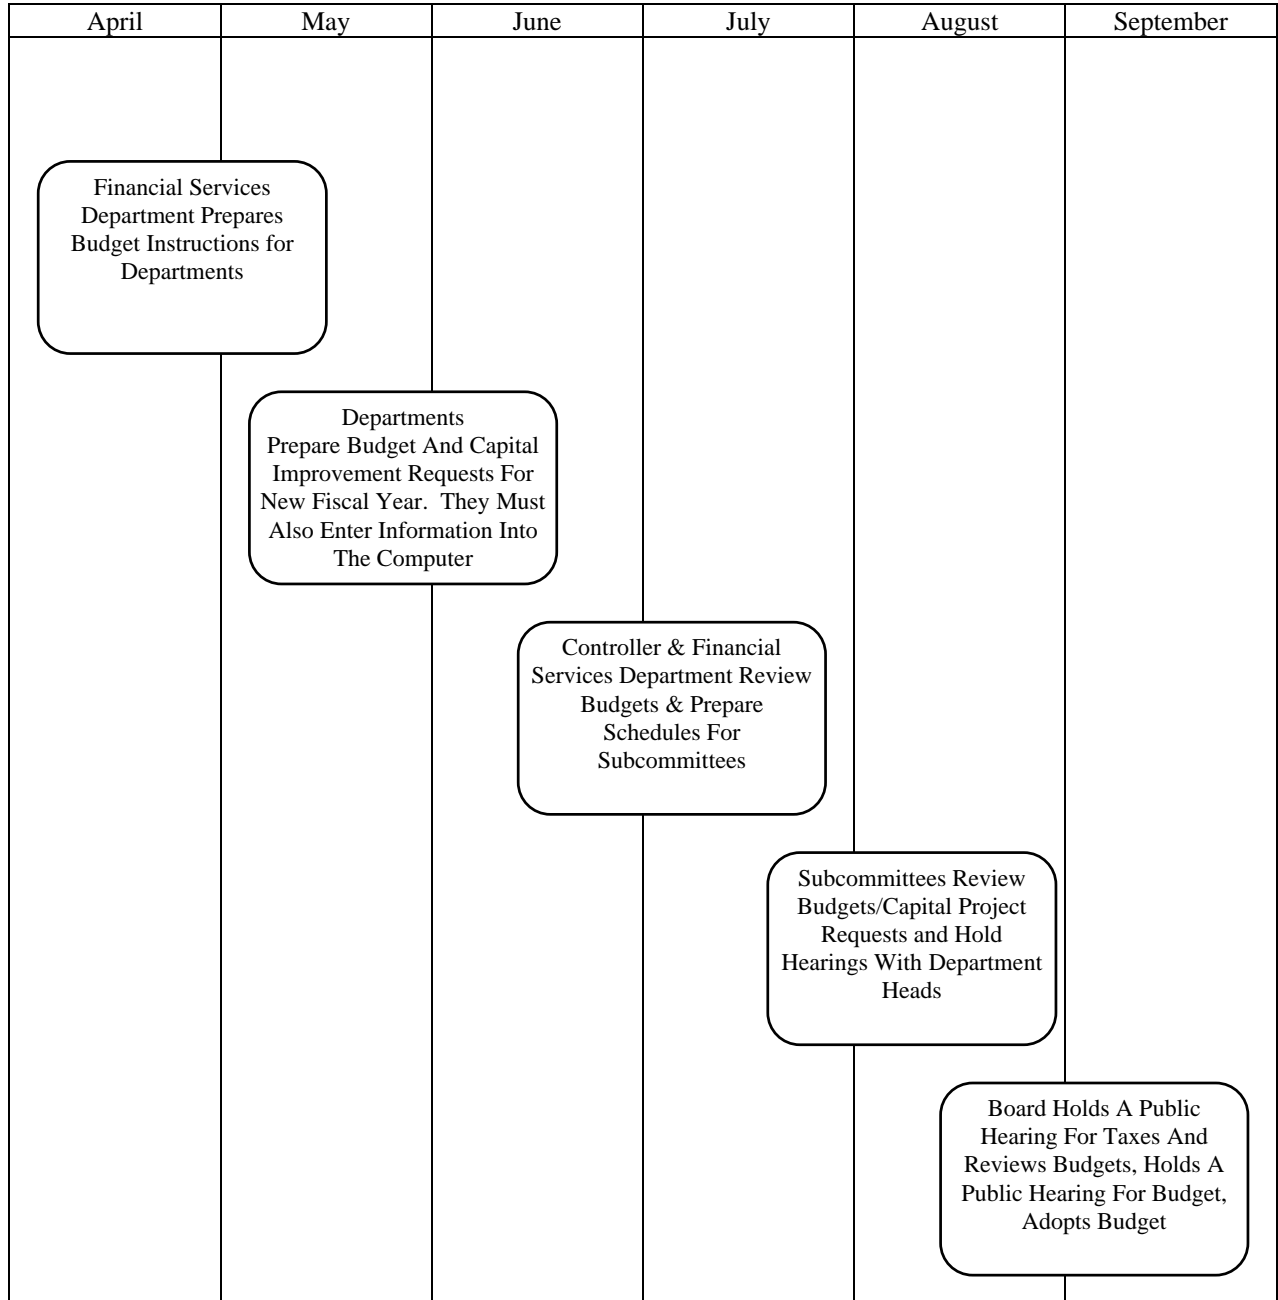 April May June July August September
Financial Services
Department Prepares
Budget Instructions for
Departments
Departments
Prepare Budget And Capital
Improvement Requests For
New Fiscal Year.  They Must
Also Enter Information Into
The Computer
Controller & Financial
Services Department Review
Budgets & Prepare
Schedules For
Subcommittees
Subcommittees Review
Budgets/Capital Project
Requests and Hold
Hearings With Department
Heads
Board Holds A Public
Hearing For Taxes And
Reviews Budgets, Holds A
Public Hearing For Budget,
Adopts Budget